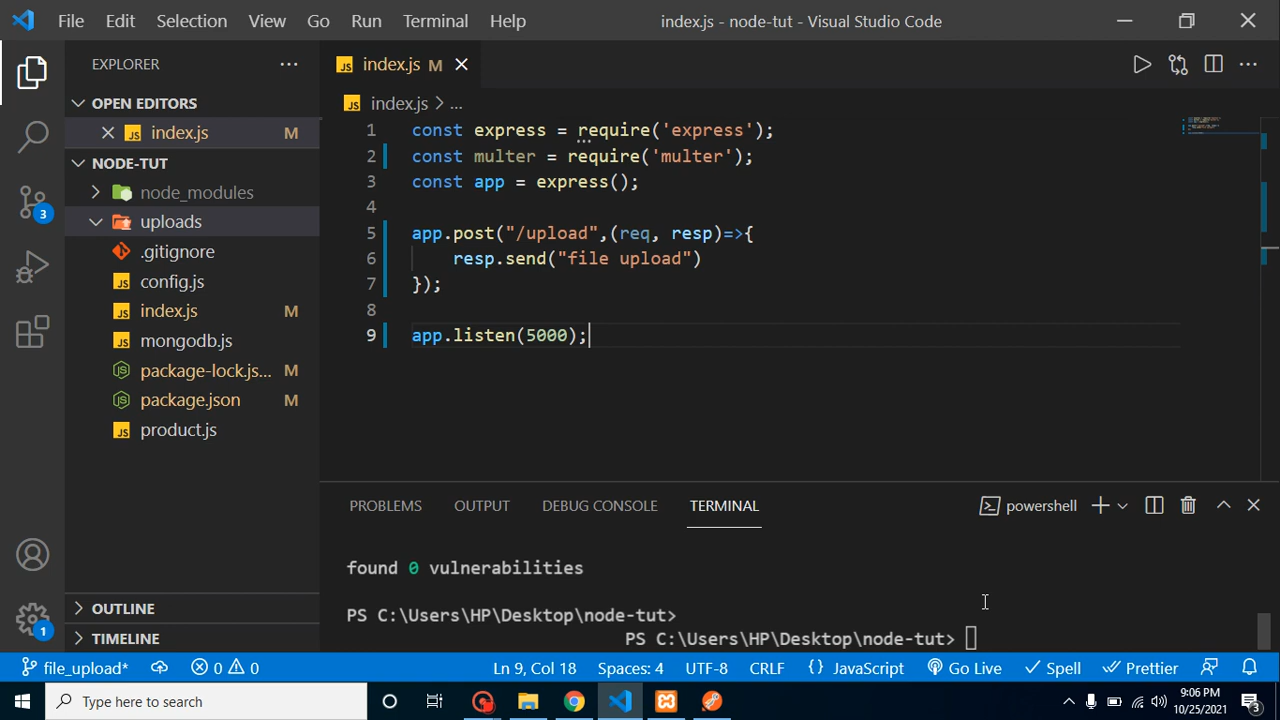 File Edit Selection View Go Run Terminal Help index.js - node-tut - Visual Studio Code
EXPLORER
OPEN EDITORS
index.js M
NODE-TUT
node_modules
uploads
.gitignore
config.js
index.js M
mongodb.js
package-lock.js... M
package.json M
product.js
OUTLINE
TIMELINE
3
1
index.js M
index.js > ...
1 const express = require('express');
2 const multer = require('multer');
3 const app = express();
4
5 app.post("/upload",(req, resp)=>{
6 resp.send("file upload")
7 });
8
9 app.listen(5000);
PROBLEMS OUTPUT DEBUG CONSOLE TERMINAL powershell
found 0 vulnerabilities
PS C:\Users\HP\Desktop\node-tut>
PS C:\Users\HP\Desktop\node-tut>
file_upload* 0 0 Ln 9, Col 18 Spaces: 4 UTF-8 CRLF {} JavaScript Go Live Spell Prettier
Type here to search
9:06 PM
10/25/2021
3